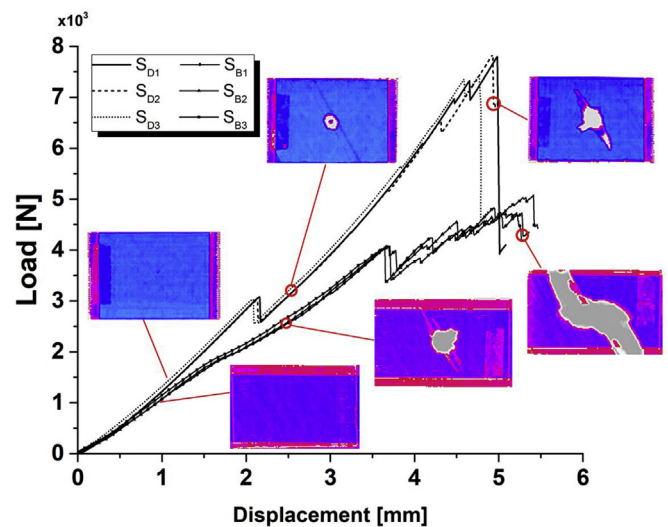 x10³
8
7
6
5
4
3
2
1
0
Load [N]
S_D1 S_B1
S_D2 S_B2
S_D3 S_B3
0 1 2 3 4 5 6
Displacement [mm]